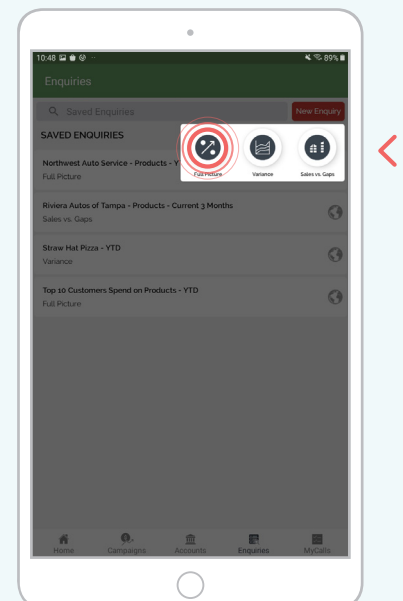 10:48 89%
Enquiries
Saved Enquiries New Enquiry
SAVED ENQUIRIES
Full Picture Variance Sales vs. Gaps
Northwest Auto Service - Products - Y
Full Picture
Riviera Autos of Tampa - Products - Current 3 Months
Sales vs. Gaps
Straw Hat Pizza - YTD
Variance
Top 10 Customers Spend on Products - YTD
Full Picture
Home Campaigns Accounts Enquiries MyCalls